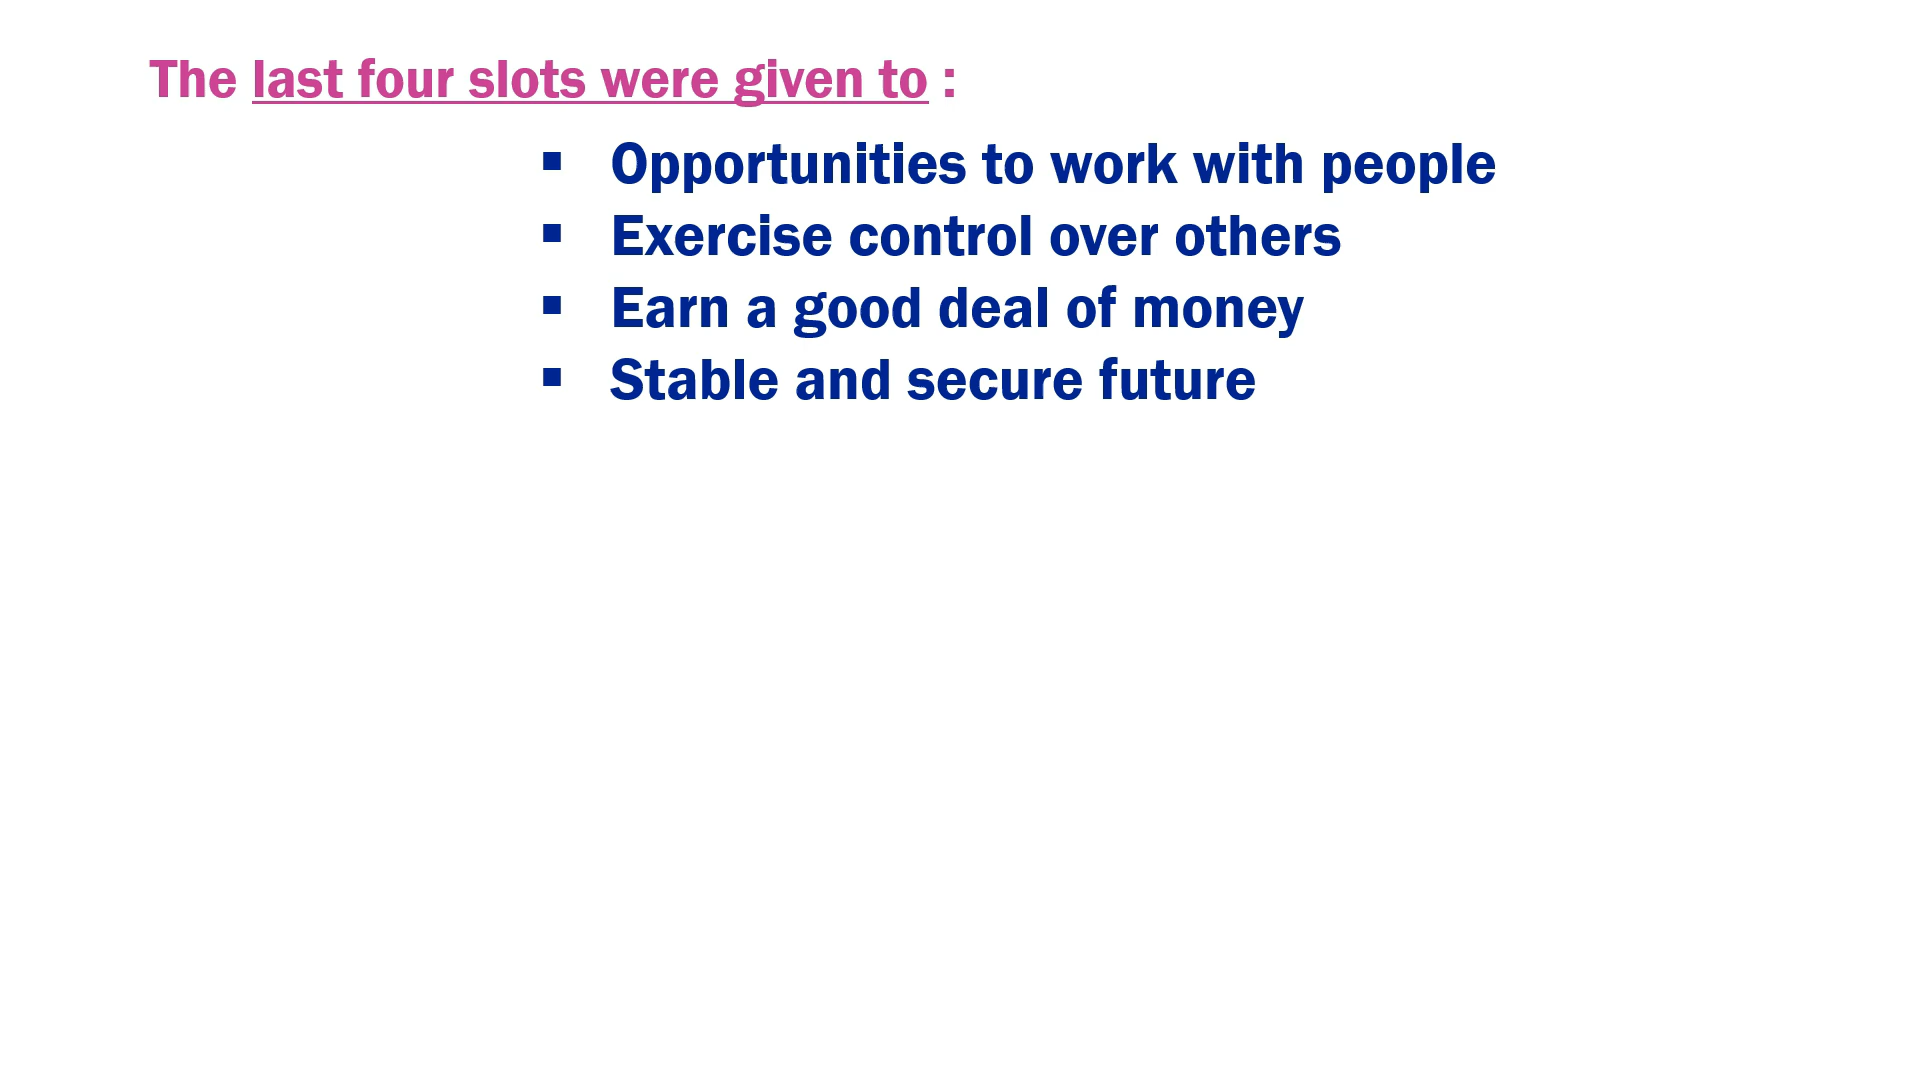 The last four slots were given to :
▪ Opportunities to work with people
▪ Exercise control over others
▪ Earn a good deal of money
▪ Stable and secure future